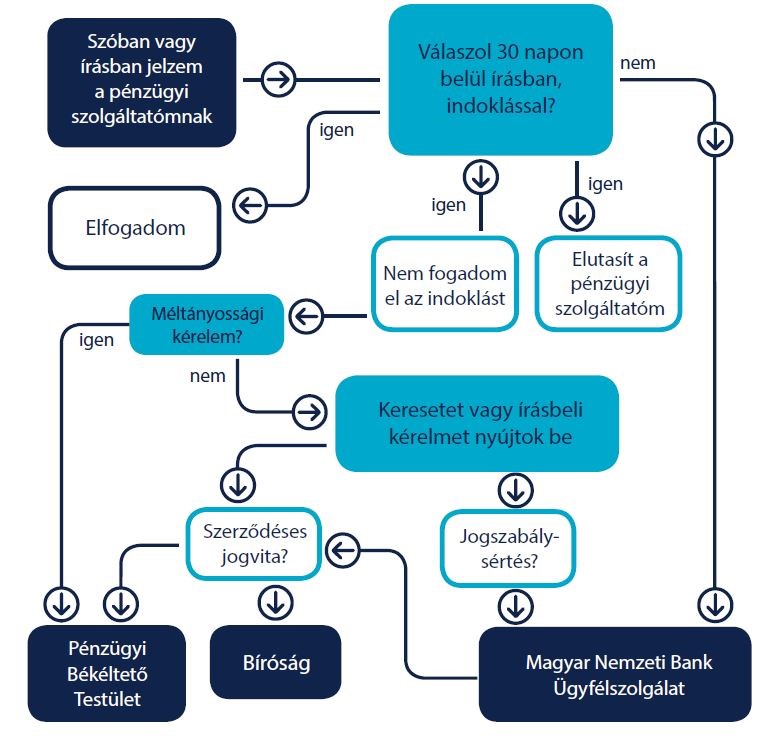 Szóban vagy
írásban jelzem
a pénzügyi
szolgáltatómnak
Válaszol 30 napon
belül írásban,
indoklással?
nem
igen
igen
igen
Elfogadom
Nem fogadom
el az indoklást
Elutasít a
pénzügyi
szolgáltatóm
Méltányossági
kérelem?
igen
nem
Keresetet vagy írásbeli
kérelmet nyújtok be
Szerződéses
jogvita?
Jogszabály-
sértés?
Pénzügyi
Békéltető
Testület
Bíróság
Magyar Nemzeti Bank
Ügyfélszolgálat